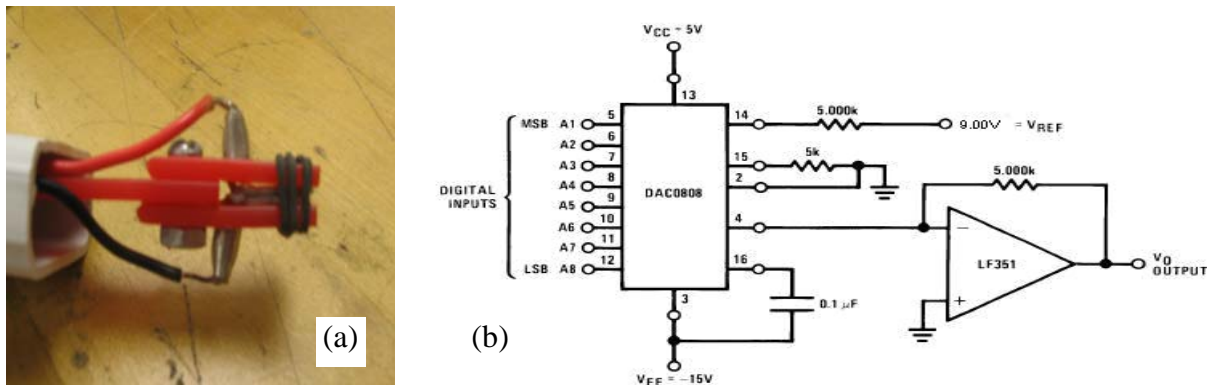 (a)
(b)
VCC ~ 5V
13
MSB A1 5
A2 6
A3 7
A4 8
A5 9
A6 10
A7 11
LSB A8 12
DIGITAL
INPUTS
DAC0808
14
5.000k
9.00V = VREF
15
5k
2
4
5.000k
16
0.1 μF
LF351
−
+
VO
OUTPUT
3
VEE = −15V